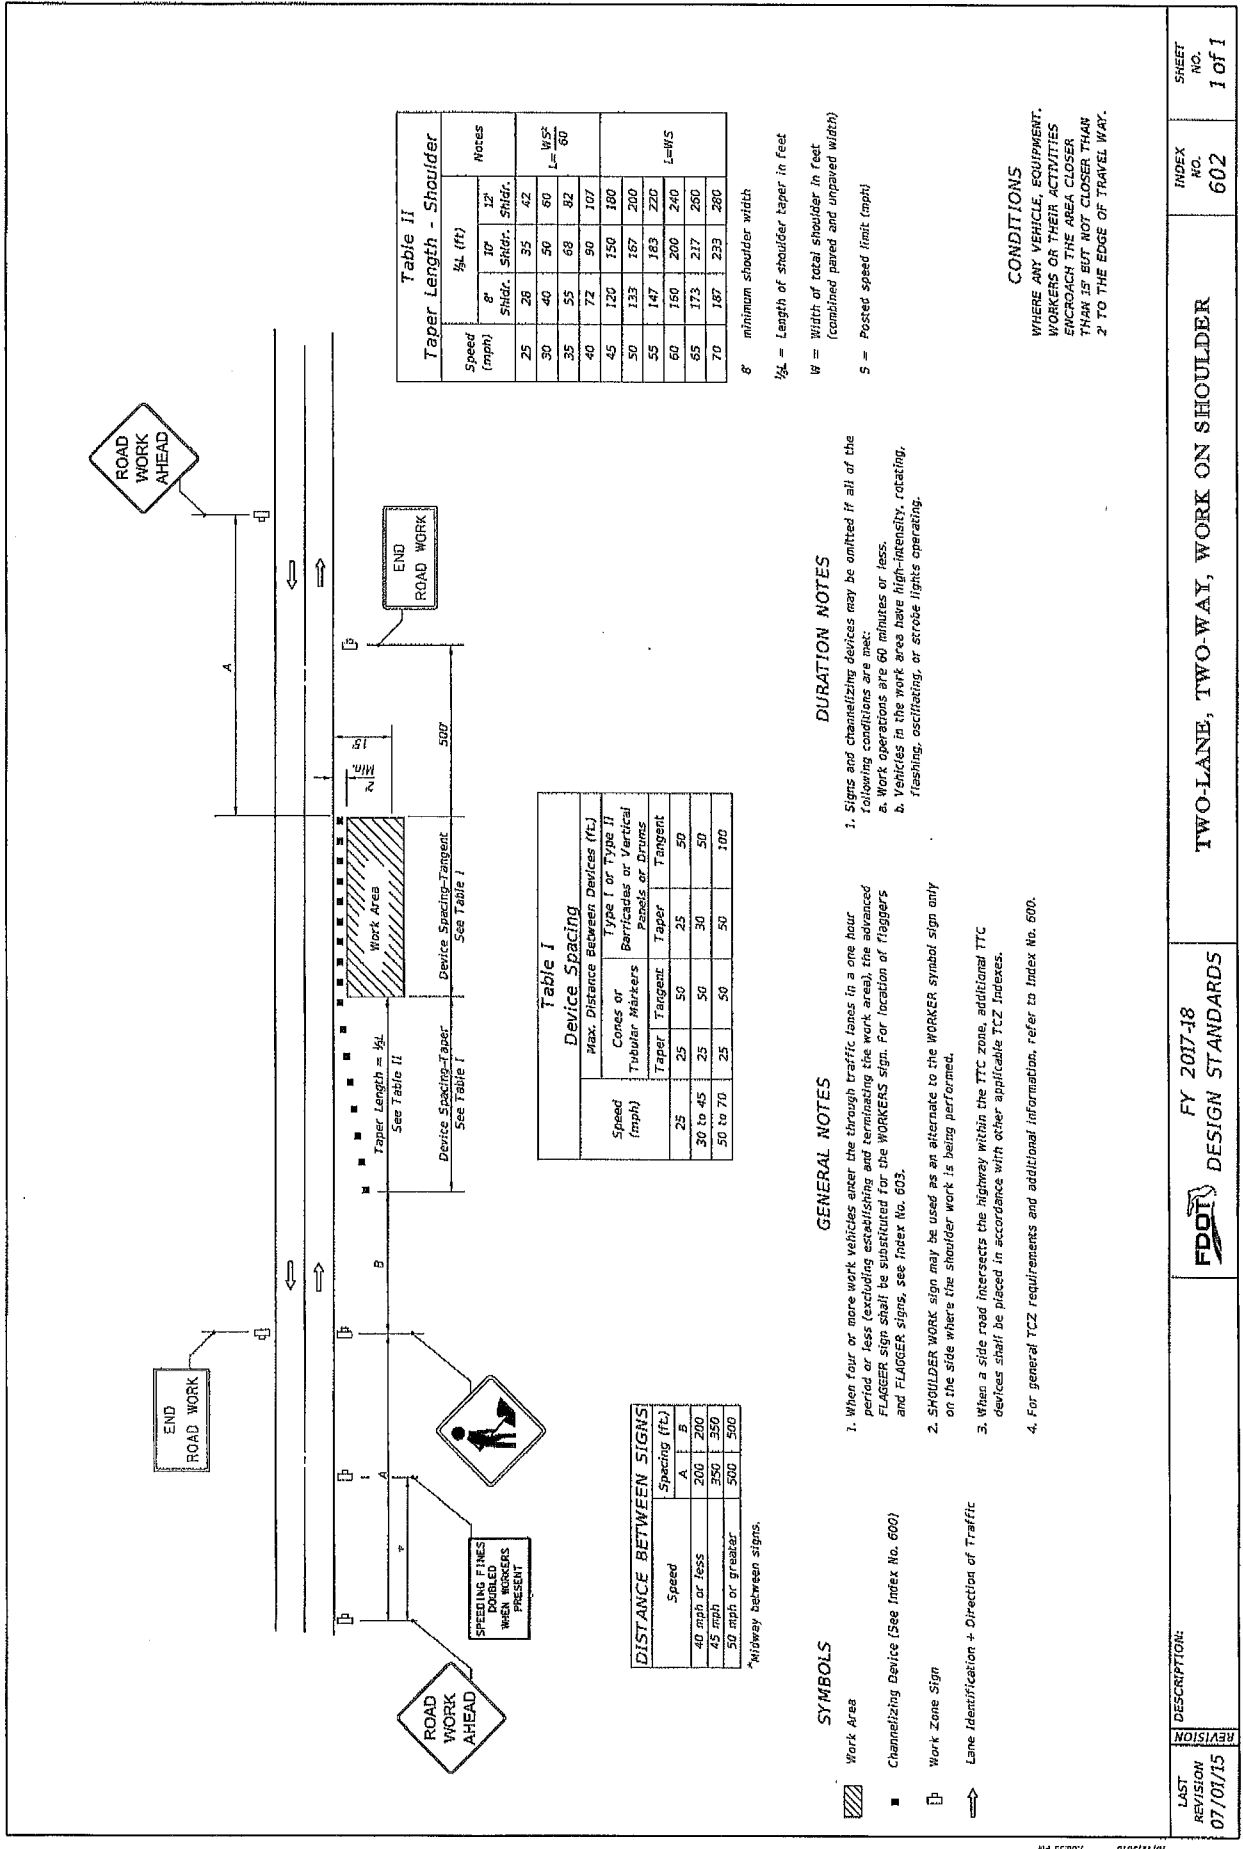 ROAD
WORK
AHEAD
SPEEDING FINES
DOUBLED
WHEN WORKERS
PRESENT
END
ROAD WORK
A
B
Taper Length = ⅓L
See Table II
Device Spacing-Taper
See Table I
Work Area
Device Spacing-Tangent
See Table I
2'
Min.
15'
500'
A
END
ROAD WORK
ROAD
WORK
AHEAD
DISTANCE BETWEEN SIGNS
Speed Spacing (ft.)
A B
40 mph or less 200 200
45 mph 350 350
50 mph or greater 500 500
*Midway between signs.
Table I
Device Spacing
Speed (mph) Max. Distance Between Devices (ft.)
Cones or Tubular Markers Type I or Type II Barricades or Vertical Panels or Drums
Taper Tangent Taper Tangent
25 25 50 25 50
30 to 45 25 50 30 50
50 to 70 25 50 50 100
Table II
Taper Length - Shoulder
Speed (mph) ⅓L (ft) Notes
8' Shldr. 10' Shldr. 12' Shldr.
25 28 35 42
30 40 50 60
35 55 68 82
40 72 90 107
L= WS²/60
45 120 150 180
50 133 167 200
55 147 183 220
60 160 200 240
65 173 217 260
70 187 233 280
L=WS
8' minimum shoulder width
⅓L = Length of shoulder taper in feet
W = Width of total shoulder in feet
(combined paved and unpaved width)
S = Posted speed limit (mph)
SYMBOLS
Work Area
Channelizing Device (See Index No. 600)
Work Zone Sign
Lane Identification + Direction of Traffic
GENERAL NOTES
1. When four or more work vehicles enter the through traffic lanes in a one hour
period or less (excluding establishing and terminating the work area), the advanced
FLAGGER sign shall be substituted for the WORKERS sign. For location of flaggers
and FLAGGER signs, see Index No. 603.
2. SHOULDER WORK sign may be used as an alternate to the WORKER symbol sign only
on the side where the shoulder work is being performed.
3. When a side road intersects the highway within the TTC zone, additional TTC
devices shall be placed in accordance with other applicable TCZ Indexes.
4. For general TCZ requirements and additional information, refer to Index No. 600.
DURATION NOTES
1. Signs and channelizing devices may be omitted if all of the
following conditions are met:
a. Work operations are 60 minutes or less.
b. Vehicles in the work area have high-intensity, rotating,
flashing, oscillating, or strobe lights operating.
CONDITIONS
WHERE ANY VEHICLE, EQUIPMENT,
WORKERS OR THEIR ACTIVITIES
ENCROACH THE AREA CLOSER
THAN 15' BUT NOT CLOSER THAN
2' TO THE EDGE OF TRAVEL WAY.
LAST
REVISION
07/01/15
REVISION
DESCRIPTION:
FDOT
FY 2017-18
DESIGN STANDARDS
TWO-LANE, TWO-WAY, WORK ON SHOULDER
INDEX
NO.
602
SHEET
NO.
1 of 1